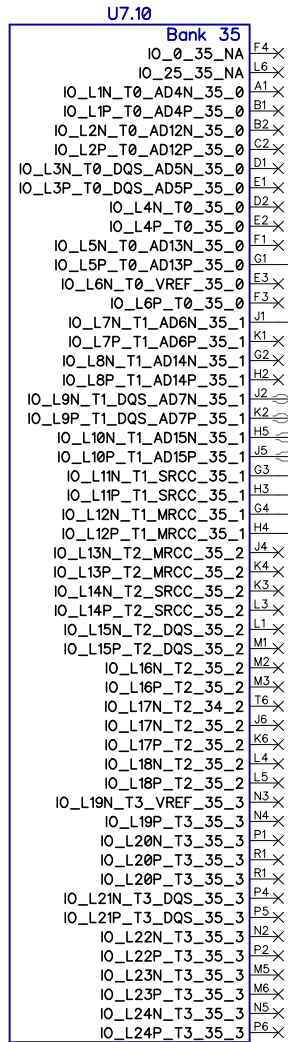 U7.10
Bank 35
IO_0_35_NA F4
IO_25_35_NA L6
IO_L1N_T0_AD4N_35_0 A1
IO_L1P_T0_AD4P_35_0 B1
IO_L2N_T0_AD12N_35_0 B2
IO_L2P_T0_AD12P_35_0 C2
IO_L3N_T0_DQS_AD5N_35_0 D1
IO_L3P_T0_DQS_AD5P_35_0 E1
IO_L4N_T0_35_0 D2
IO_L4P_T0_35_0 E2
IO_L5N_T0_AD13N_35_0 F1
IO_L5P_T0_AD13P_35_0 G1
IO_L6N_T0_VREF_35_0 E3
IO_L6P_T0_35_0 F3
IO_L7N_T1_AD6N_35_1 J1
IO_L7P_T1_AD6P_35_1 K1
IO_L8N_T1_AD14N_35_1 G2
IO_L8P_T1_AD14P_35_1 H2
IO_L9N_T1_DQS_AD7N_35_1 J2
IO_L9P_T1_DQS_AD7P_35_1 K2
IO_L10N_T1_AD15N_35_1 H5
IO_L10P_T1_AD15P_35_1 J5
IO_L11N_T1_SRCC_35_1 G3
IO_L11P_T1_SRCC_35_1 H3
IO_L12N_T1_MRCC_35_1 G4
IO_L12P_T1_MRCC_35_1 H4
IO_L13N_T2_MRCC_35_2 J4
IO_L13P_T2_MRCC_35_2 K4
IO_L14N_T2_SRCC_35_2 K3
IO_L14P_T2_SRCC_35_2 L3
IO_L15N_T2_DQS_35_2 L1
IO_L15P_T2_DQS_35_2 M1
IO_L16N_T2_35_2 M2
IO_L16P_T2_35_2 M3
IO_L17N_T2_34_2 T6
IO_L17N_T2_35_2 J6
IO_L17P_T2_35_2 K6
IO_L18N_T2_35_2 L4
IO_L18P_T2_35_2 L5
IO_L19N_T3_VREF_35_3 N3
IO_L19P_T3_35_3 N4
IO_L20N_T3_35_3 P1
IO_L20P_T3_35_3 R1
IO_L20P_T3_35_3 R1
IO_L21N_T3_DQS_35_3 P4
IO_L21P_T3_DQS_35_3 P5
IO_L22N_T3_35_3 N2
IO_L22P_T3_35_3 P2
IO_L23N_T3_35_3 M5
IO_L23P_T3_35_3 M6
IO_L24N_T3_35_3 N5
IO_L24P_T3_35_3 P6